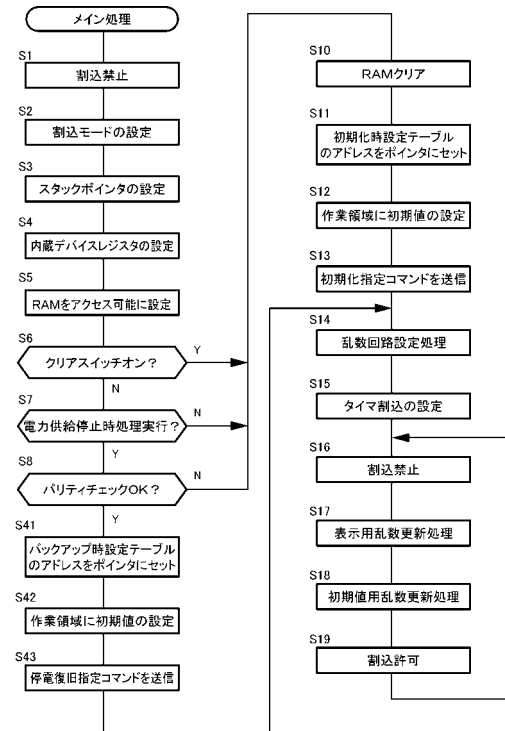 メイン処理
S1
割込禁止
S2
割込モードの設定
S3
スタックポインタの設定
S4
内蔵デバイスレジスタの設定
S5
RAMをアクセス可能に設定
S6
クリアスイッチオン?
Y
N
S7
電力供給停止時処理実行?
N
Y
S8
パリティチェックOK?
N
Y
S41
バックアップ時設定テーブル
のアドレスをポインタにセット
S42
作業領域に初期値の設定
S43
停電復旧指定コマンドを送信
S10
RAMクリア
S11
初期化時設定テーブル
のアドレスをポインタにセット
S12
作業領域に初期値の設定
S13
初期化指定コマンドを送信
S14
乱数回路設定処理
S15
タイマ割込の設定
S16
割込禁止
S17
表示用乱数更新処理
S18
初期値用乱数更新処理
S19
割込許可